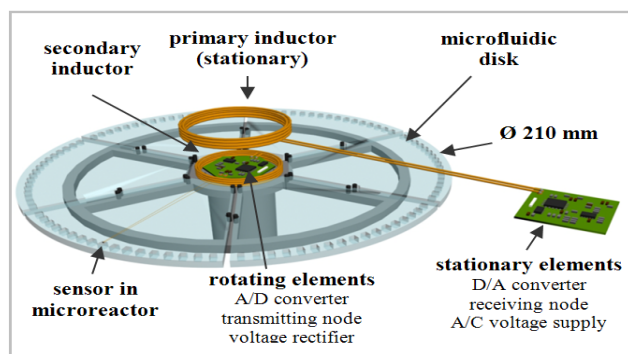 primary inductor
(stationary)
secondary
inductor
microfluidic
disk
Ø 210 mm
sensor in
microreactor
rotating elements
A/D converter
transmitting node
voltage rectifier
stationary elements
D/A converter
receiving node
A/C voltage supply